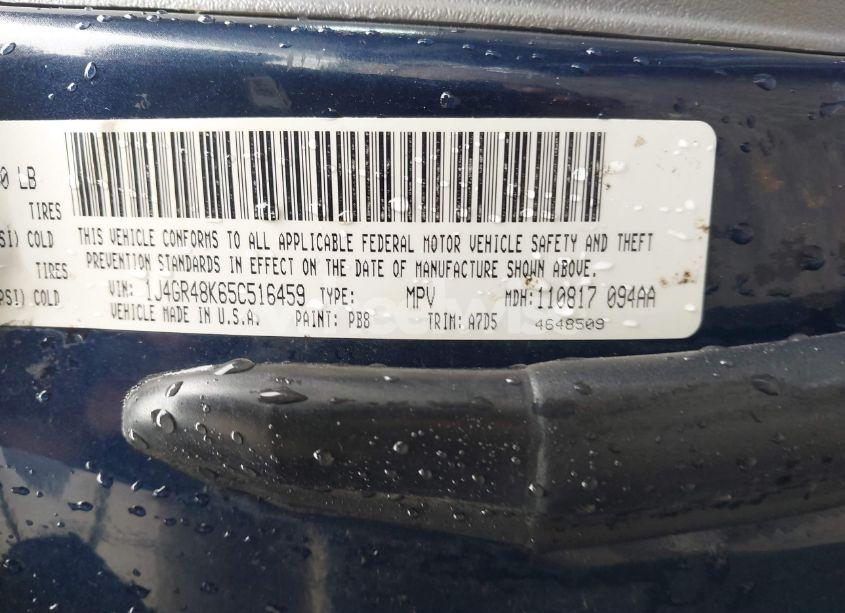 0 LB
TIRES
SI) COLD THIS VEHICLE CONFORMS TO ALL APPLICABLE FEDERAL MOTOR VEHICLE SAFETY AND THEFT
TIRES PREVENTION STANDARDS IN EFFECT ON THE DATE OF MANUFACTURE SHOWN ABOVE.
PSI) COLD VIN: 1J4GR48K65C516459 TYPE: MPV MDH:110817 094AA
VEHICLE MADE IN U.S.A. PAINT: PB8 TRIM: A7D5 4648509